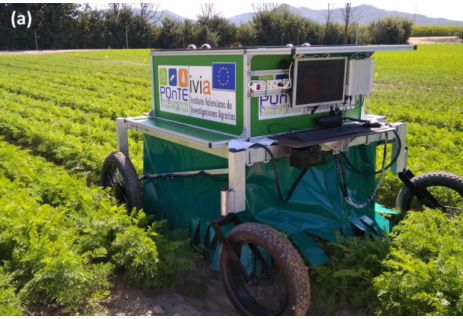 (a)
POnTE
ivia
Instituto Valenciano
de
Investigaciones Agrarias
POnTE